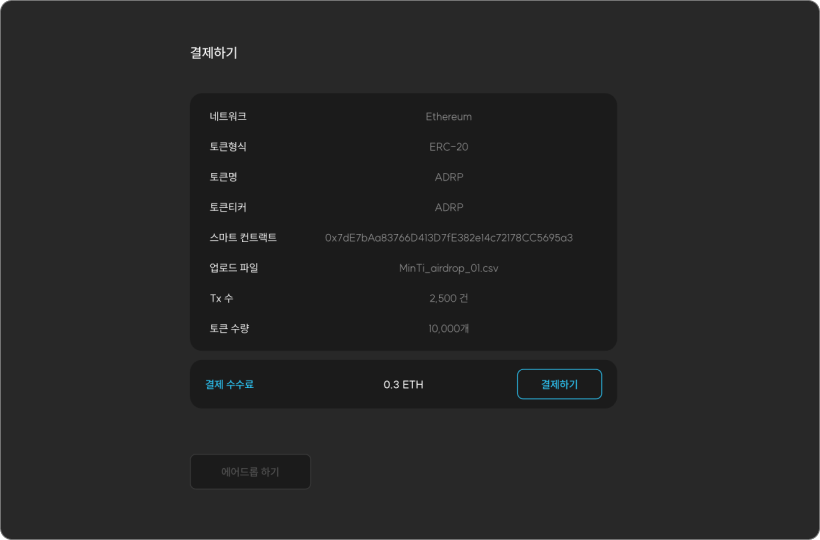 결제하기
네트워크 Ethereum
토큰형식 ERC-20
토큰명 ADRP
토큰티커 ADRP
스마트 컨트랙트 0x7dE7bAa83766D413D7fE382e14c72178CC5695a3
업로드 파일 MinTi_airdrop_01.csv
Tx 수 2,500 건
토큰 수량 10,000개
결제 수수료 0.3 ETH 결제하기
에어드롭 하기